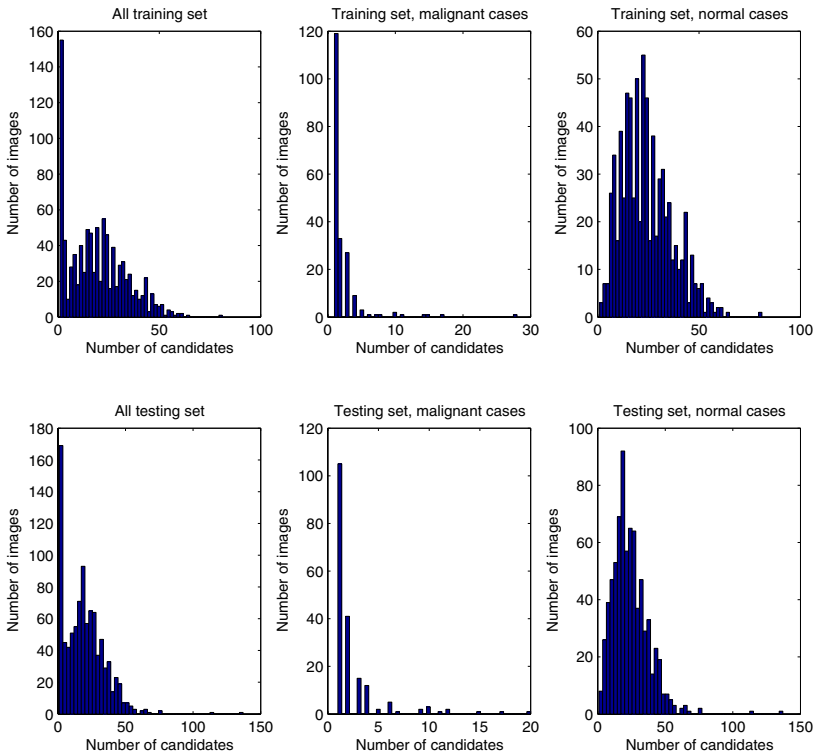 All training set
160
140
120
100
80
60
40
20
0
0 50 100
Number of images
Number of candidates
Training set, malignant cases
120
100
80
60
40
20
0
0 10 20 30
Number of images
Number of candidates
Training set, normal cases
60
50
40
30
20
10
0
0 50 100
Number of images
Number of candidates
All testing set
180
160
140
120
100
80
60
40
20
0
0 50 100 150
Number of images
Number of candidates
Testing set, malignant cases
120
100
80
60
40
20
0
0 5 10 15 20
Number of images
Number of candidates
Testing set, normal cases
100
80
60
40
20
0
0 50 100 150
Number of images
Number of candidates